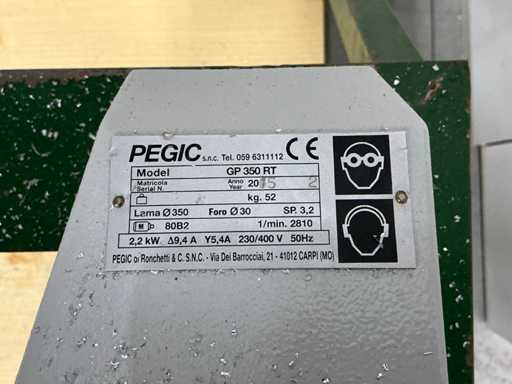 PEGIC s.n.c. Tel. 059 6311112 CE
Model GP 350 RT
Matricola Serial N. Anno Year 2015 2
kg. 52
Lama Ø350 Foro Ø30 SP. 3,2
M 80B2 1/min. 2810
2,2 kW. Δ9,4 A Y5,4A 230/400 V 50Hz
PEGIC DI Ronchetti & C. S.N.C. - Via Dei Barrocciai, 21 - 41012 CARPI (MO)